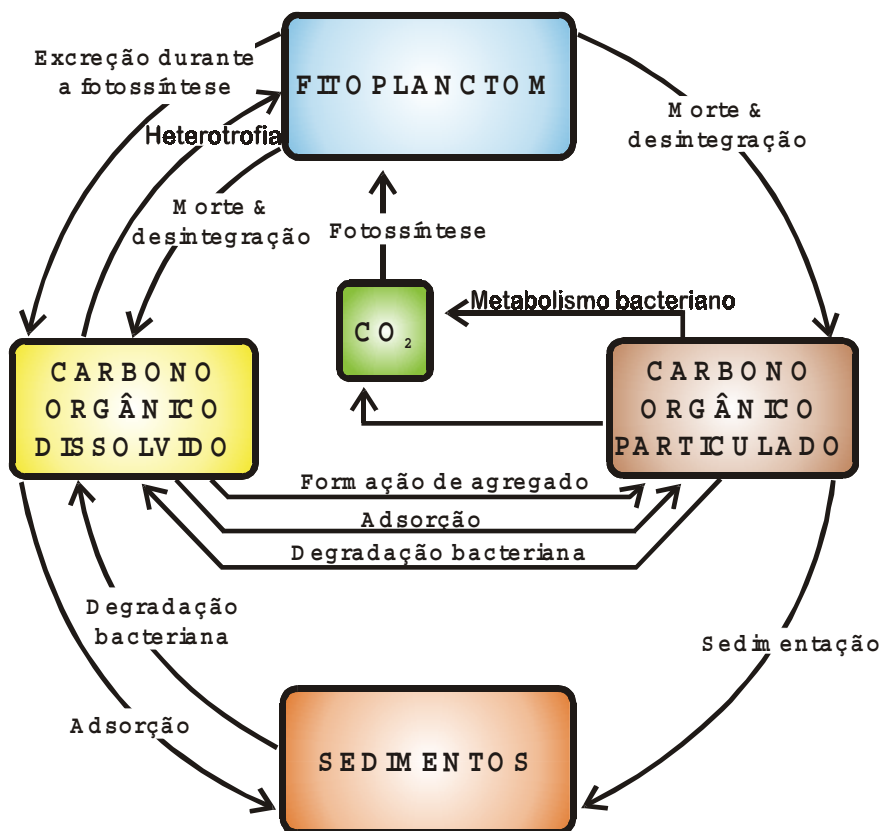 Excreção durante
a fotossíntese
FITOPLANCTOM
Morte &
desintegração
Heterotrofia
Morte &
desintegração
Fotossíntese
Metabolismo bacteriano
CO₂
CARBONO
ORGÂNICO
DISSOLVIDO
CARBONO
ORGÂNICO
PARTICULADO
Formação de agregado
Adsorção
Degradação bacteriana
Degradação
bacteriana
Sedimentação
Adsorção
SEDIMENTOS